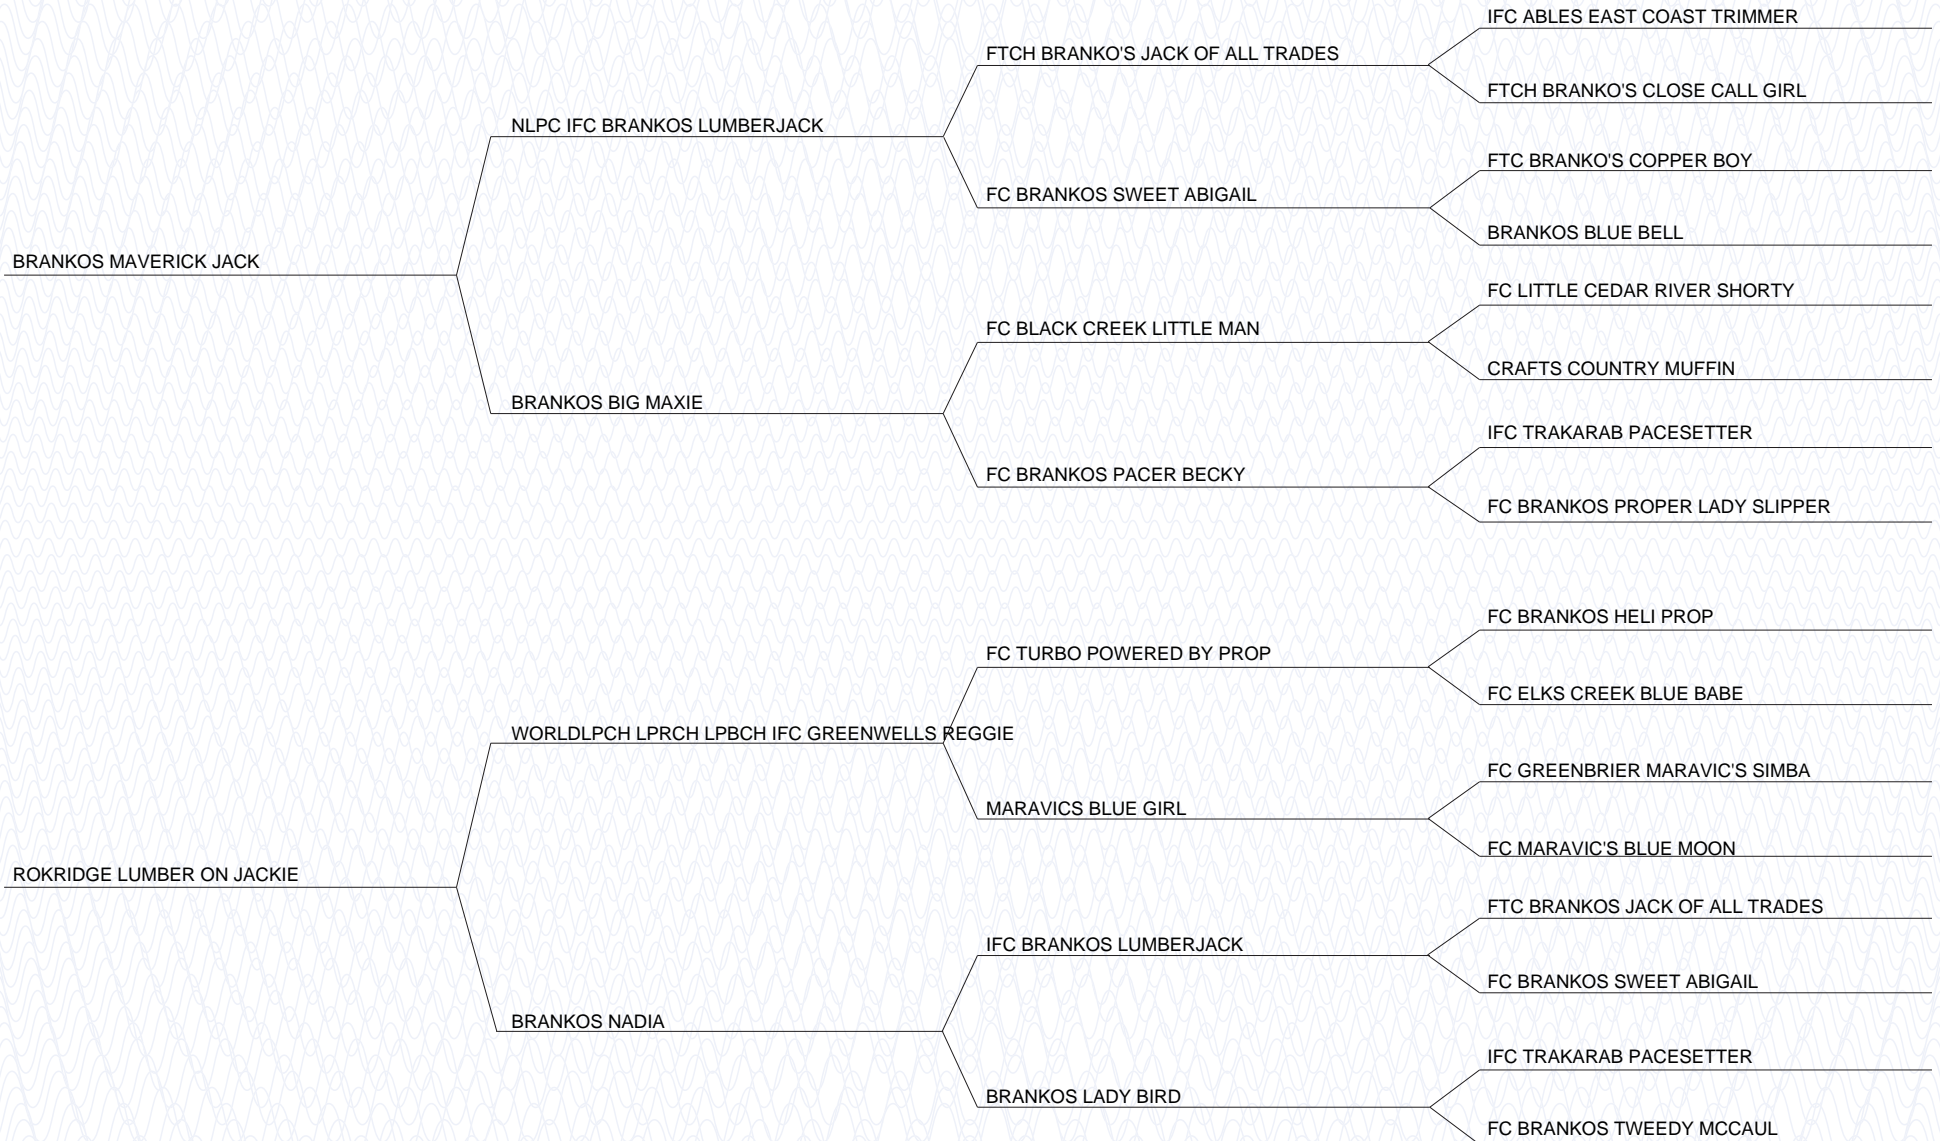 IFC ABLES EAST COAST TRIMMER
FTCH BRANKO'S JACK OF ALL TRADES
FTCH BRANKO'S CLOSE CALL GIRL
NLPC IFC BRANKOS LUMBERJACK
FTC BRANKO'S COPPER BOY
FC BRANKOS SWEET ABIGAIL
BRANKOS BLUE BELL
BRANKOS MAVERICK JACK
FC LITTLE CEDAR RIVER SHORTY
FC BLACK CREEK LITTLE MAN
CRAFTS COUNTRY MUFFIN
BRANKOS BIG MAXIE
IFC TRAKARAB PACESETTER
FC BRANKOS PACER BECKY
FC BRANKOS PROPER LADY SLIPPER
FC BRANKOS HELI PROP
FC TURBO POWERED BY PROP
FC ELKS CREEK BLUE BABE
WORLDLPCH LPRCH LPBCH IFC GREENWELLS REGGIE
FC GREENBRIER MARAVIC'S SIMBA
MARAVICS BLUE GIRL
FC MARAVIC'S BLUE MOON
ROKRIDGE LUMBER ON JACKIE
FTC BRANKOS JACK OF ALL TRADES
IFC BRANKOS LUMBERJACK
FC BRANKOS SWEET ABIGAIL
BRANKOS NADIA
IFC TRAKARAB PACESETTER
BRANKOS LADY BIRD
FC BRANKOS TWEEDY MCCAUL